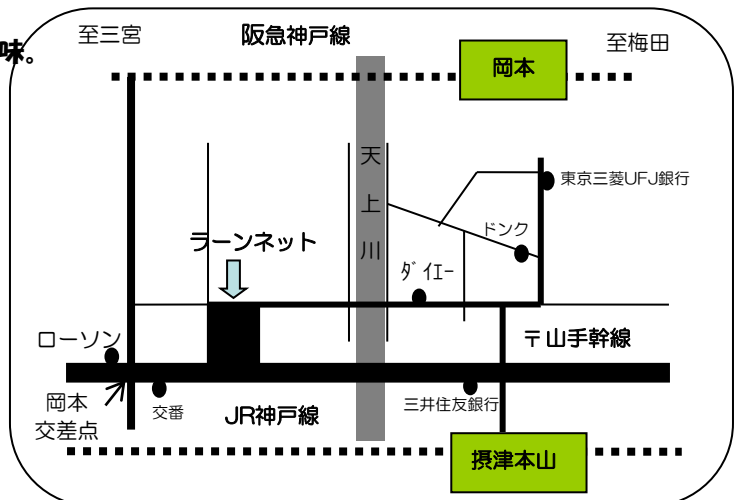 至三宮
阪急神戸線
至梅田
味。
岡本
天上川
東京三菱UFJ銀行
ドンク
ラーンネット
ﾀﾞｲｴｰ
ローソン
〒山手幹線
岡本
交差点
交番
JR神戸線
三井住友銀行
摂津本山